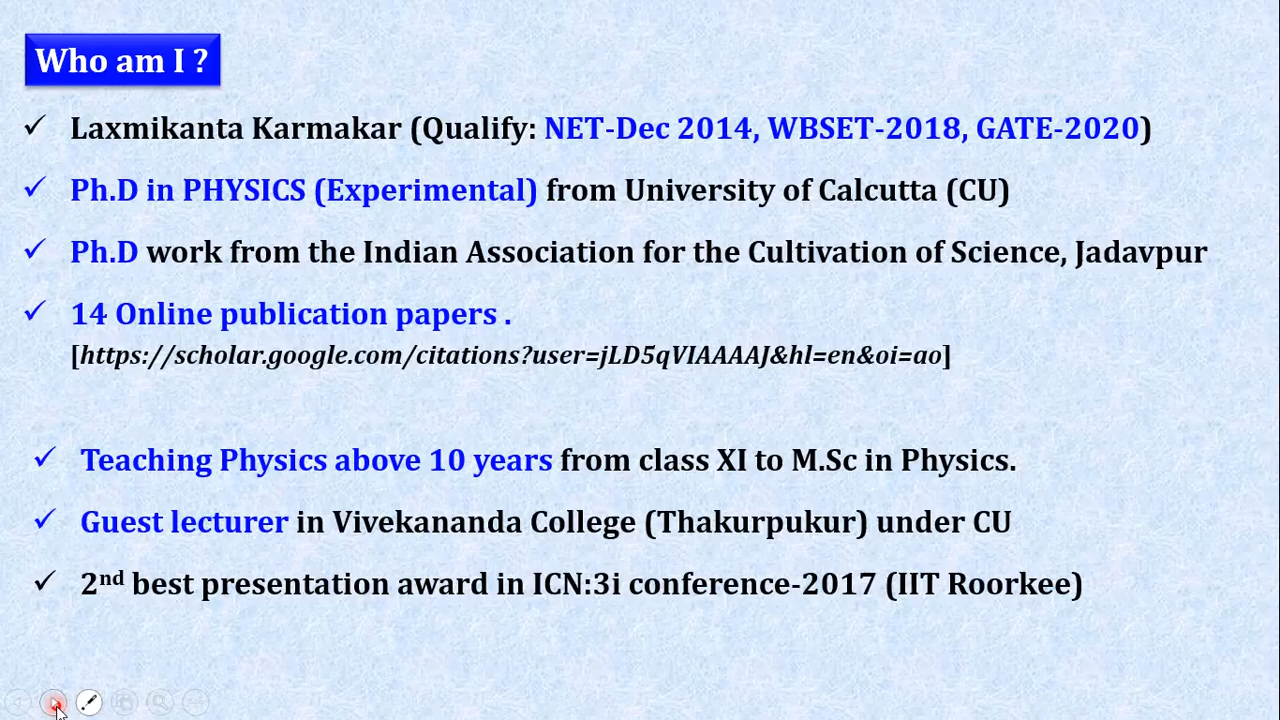 Who am I ?
✓ Laxmikanta Karmakar (Qualify: NET-Dec 2014, WBSET-2018, GATE-2020)
✓ Ph.D in PHYSICS (Experimental) from University of Calcutta (CU)
✓ Ph.D work from the Indian Association for the Cultivation of Science, Jadavpur
✓ 14 Online publication papers .
[https://scholar.google.com/citations?user=jLD5qVIAAAAJ&hl=en&oi=ao]
✓ Teaching Physics above 10 years from class XI to M.Sc in Physics.
✓ Guest lecturer in Vivekananda College (Thakurpukur) under CU
✓ 2nd best presentation award in ICN:3i conference-2017 (IIT Roorkee)